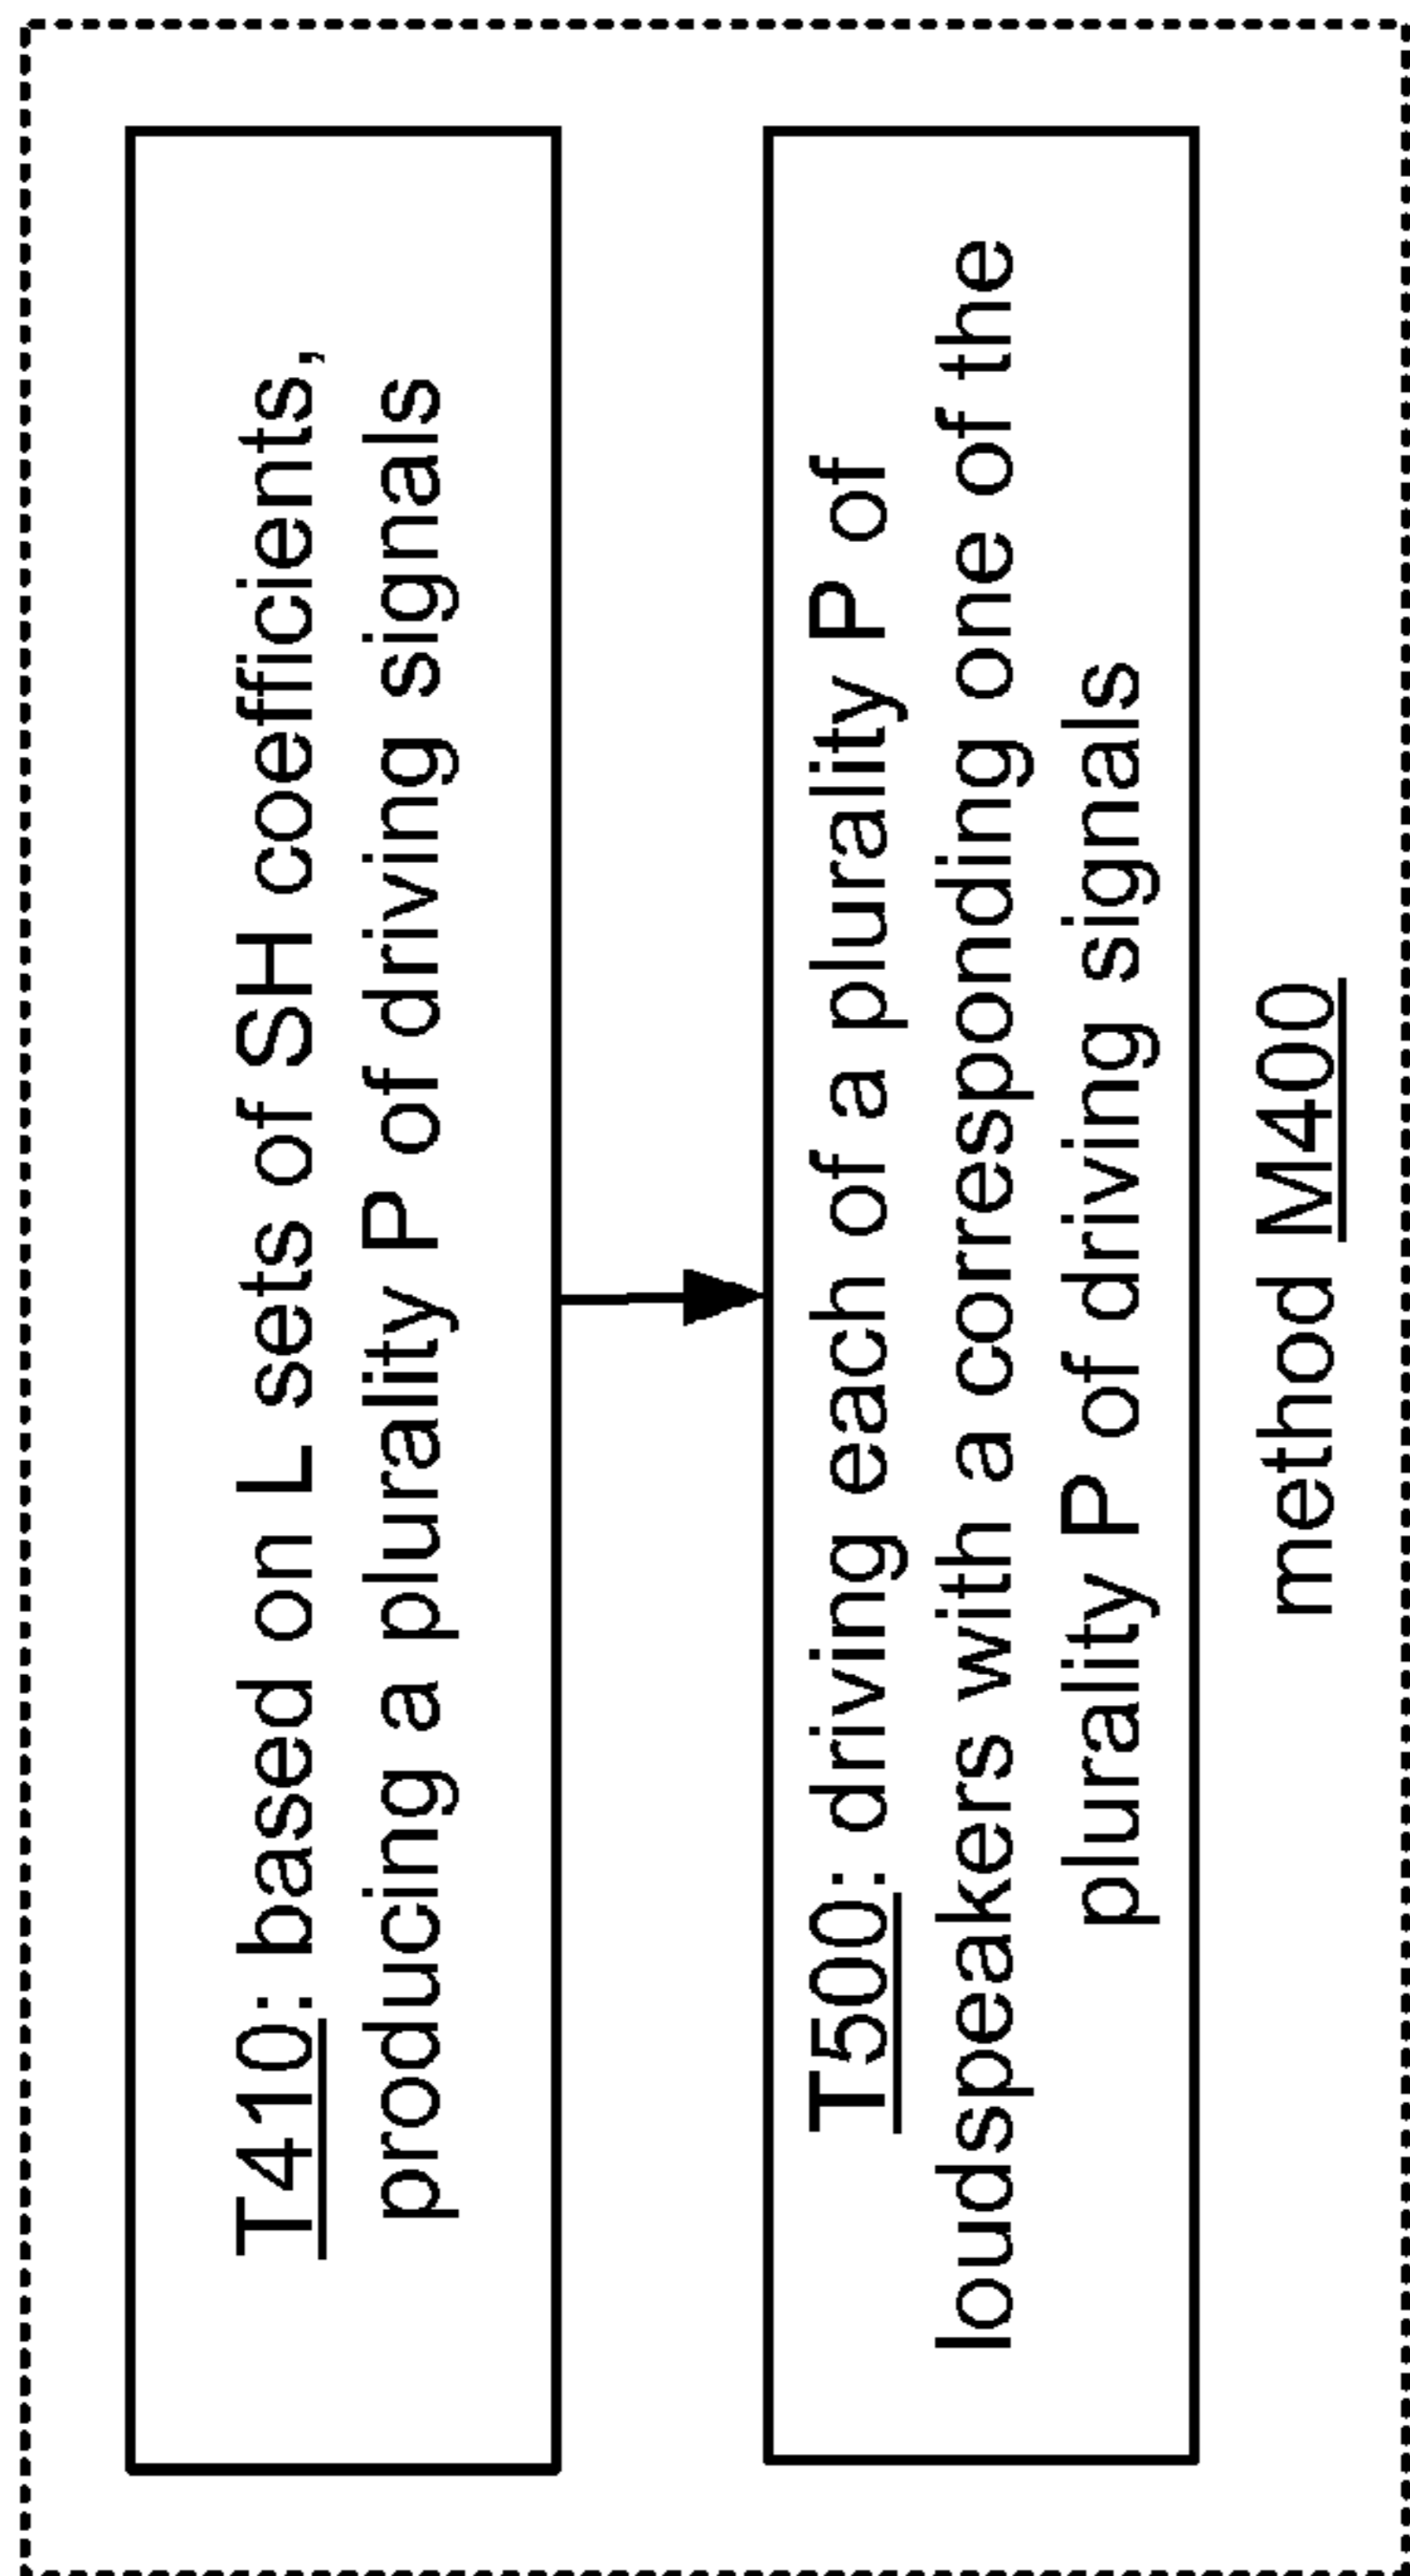 T410: based on L sets of SH coefficients,
producing a plurality P of driving signals
T500: driving each of a plurality P of
loudspeakers with a corresponding one of the
plurality P of driving signals
method M400